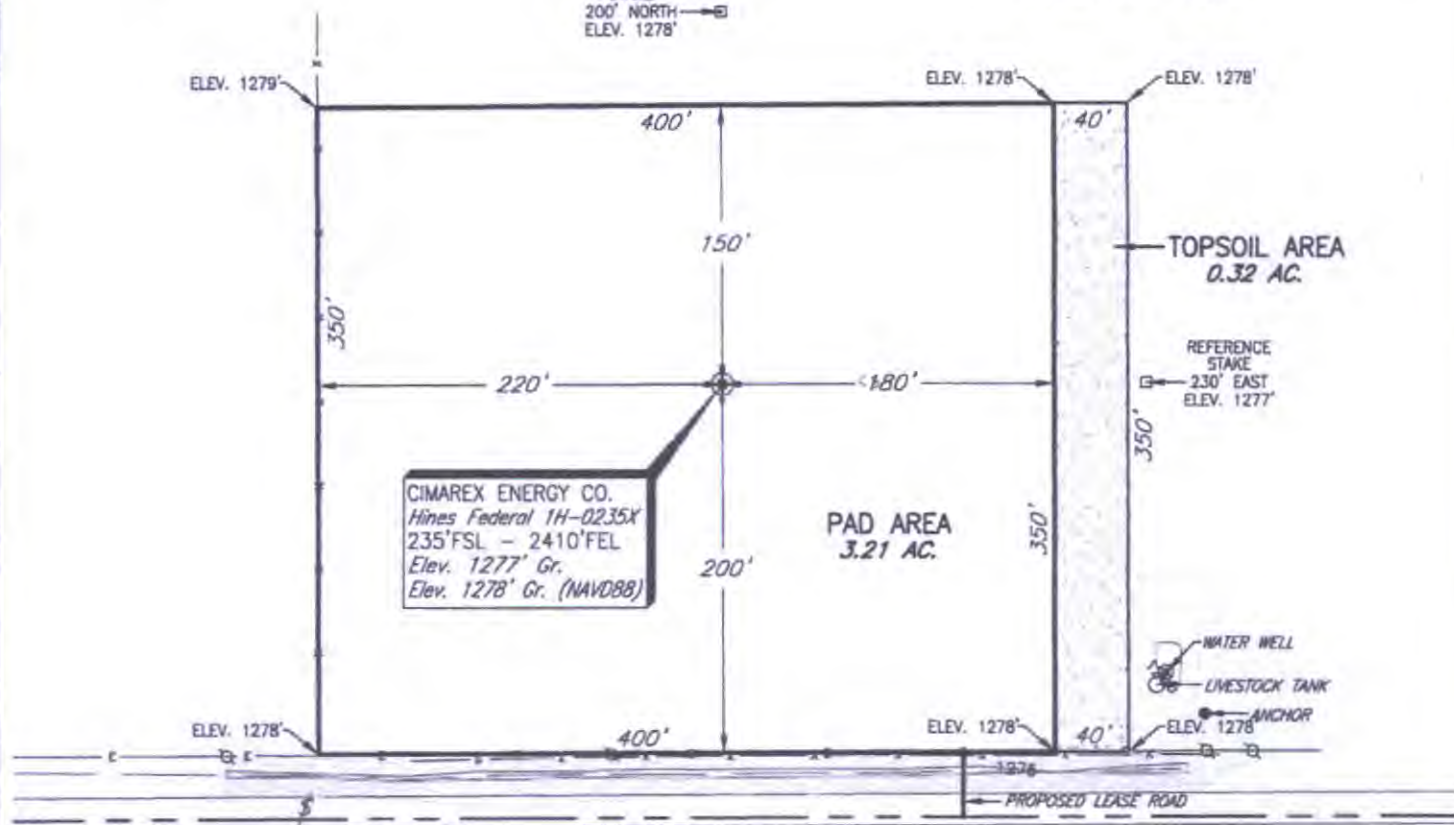 200' NORTH
ELEV. 1278'
ELEV. 1279'
ELEV. 1278'
ELEV. 1278'
400'
40'
150'
TOPSOIL AREA
0.32 AC.
350'
REFERENCE
STAKE
230' EAST
ELEV. 1277'
220'
180'
350'
CIMAREX ENERGY CO.
Hines Federal 1H-0235X
235'FSL - 2410'FEL
Elev. 1277' Gr.
Elev. 1278' Gr. (NAVD88)
PAD AREA
3.21 AC.
350'
200'
WATER WELL
LIVESTOCK TANK
ANCHOR
ELEV. 1278'
400'
ELEV. 1278'
40'
ELEV. 1278'
PROPOSED LEASE ROAD